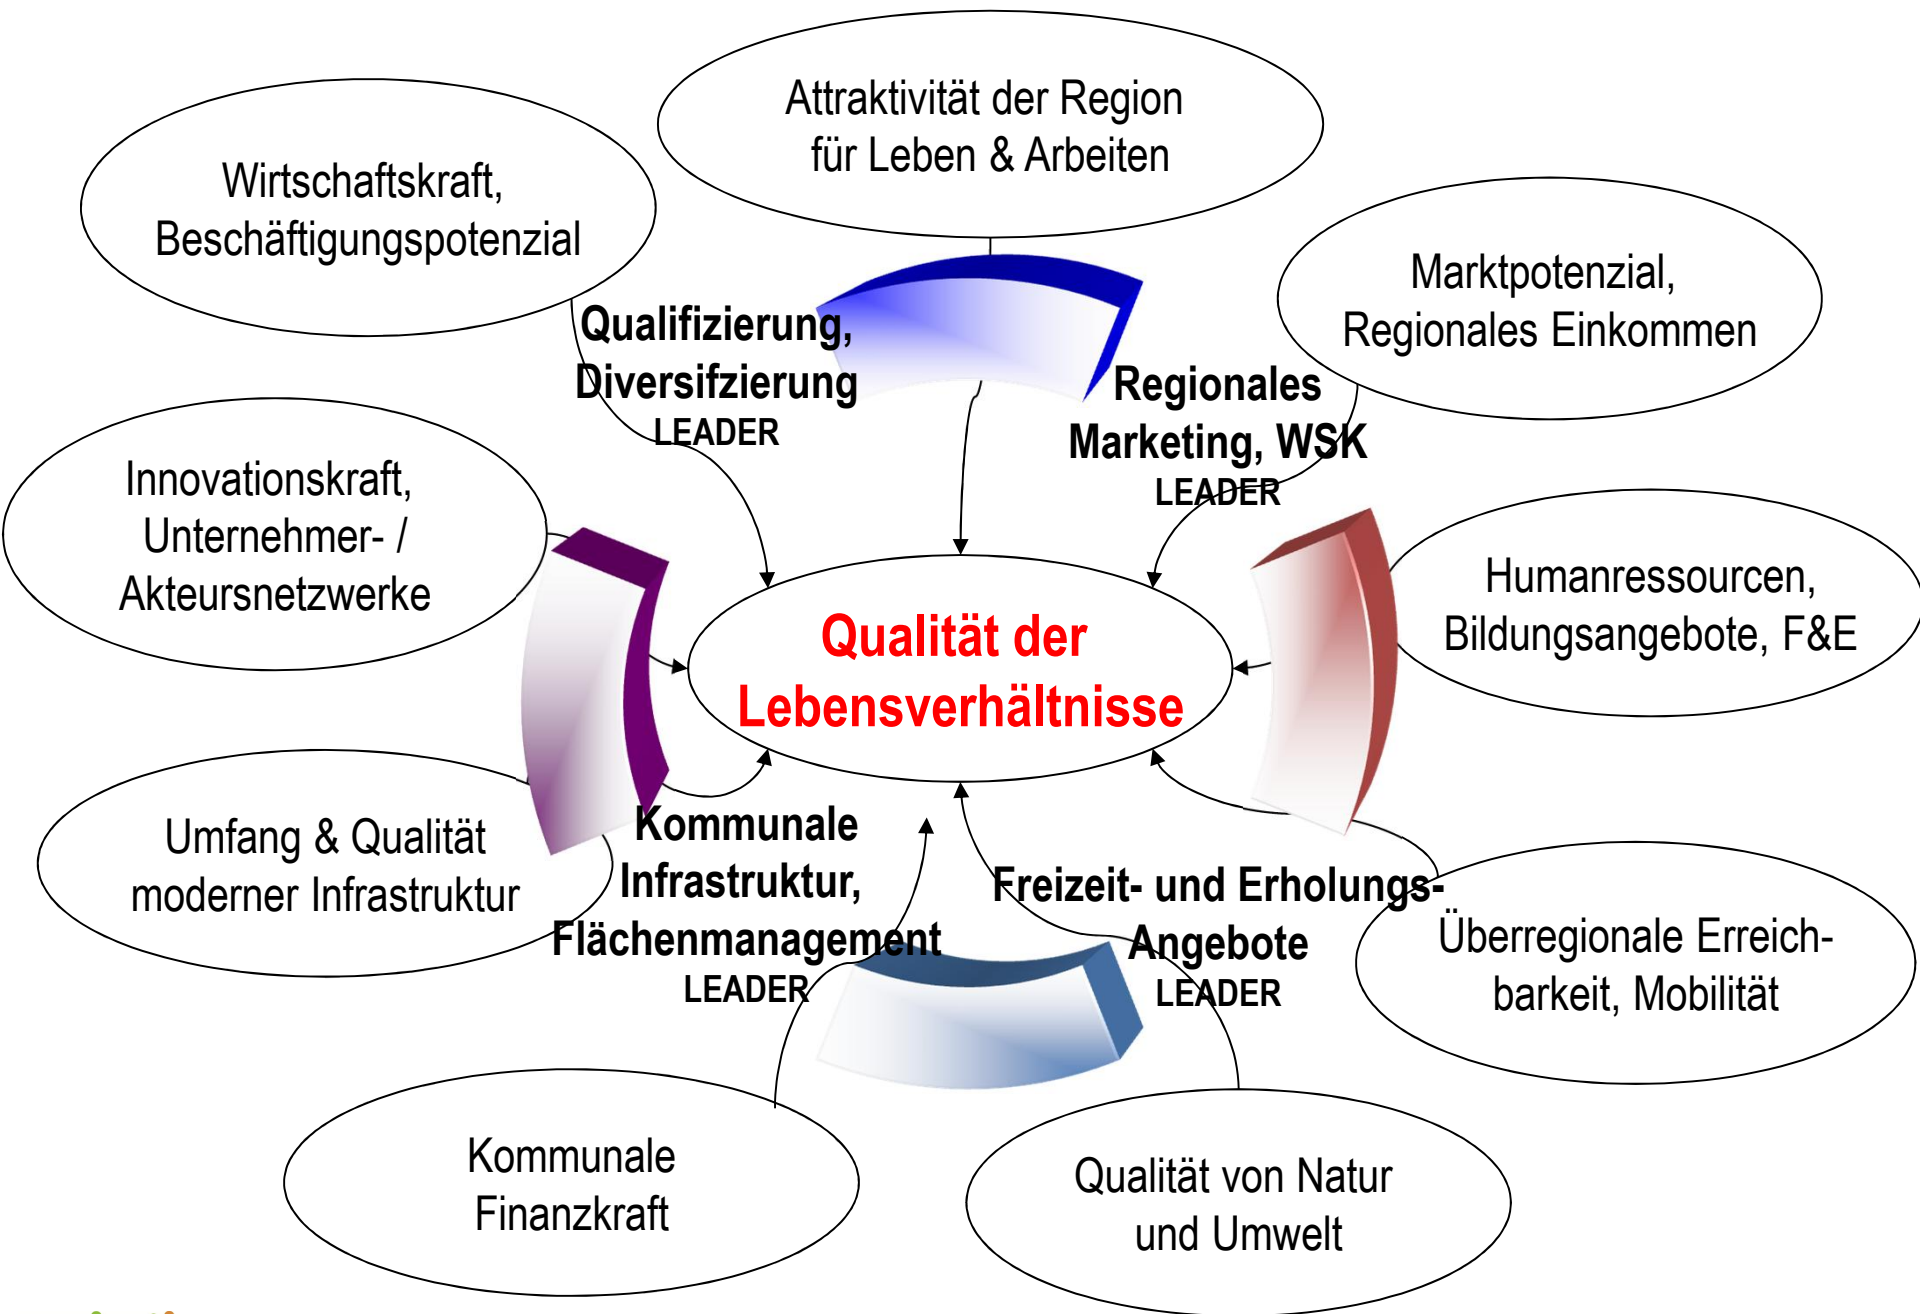 Attraktivität der Region
für Leben & Arbeiten
Wirtschaftskraft,
Beschäftigungspotenzial
Marktpotenzial,
Regionales Einkommen
Qualifizierung,
Diversifzierung
LEADER
Regionales
Marketing, WSK
LEADER
Innovationskraft,
Unternehmer- /
Akteursnetzwerke
Humanressourcen,
Bildungsangebote, F&E
Qualität der
Lebensverhältnisse
Umfang & Qualität
moderner Infrastruktur
Kommunale
Infrastruktur,
Flächenmanagement
LEADER
Freizeit- und Erholungs-
Angebote
LEADER
Überregionale Erreich-
barkeit, Mobilität
Kommunale
Finanzkraft
Qualität von Natur
und Umwelt